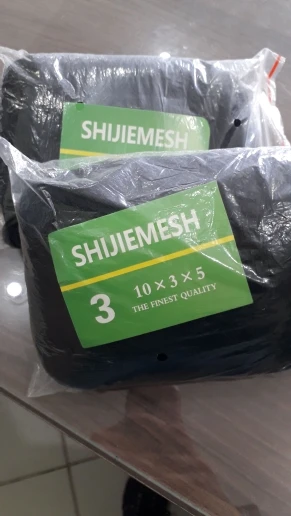 SHIJIEMESH
SHIJIEMESH
3
10×3×5
THE FINEST QUALITY